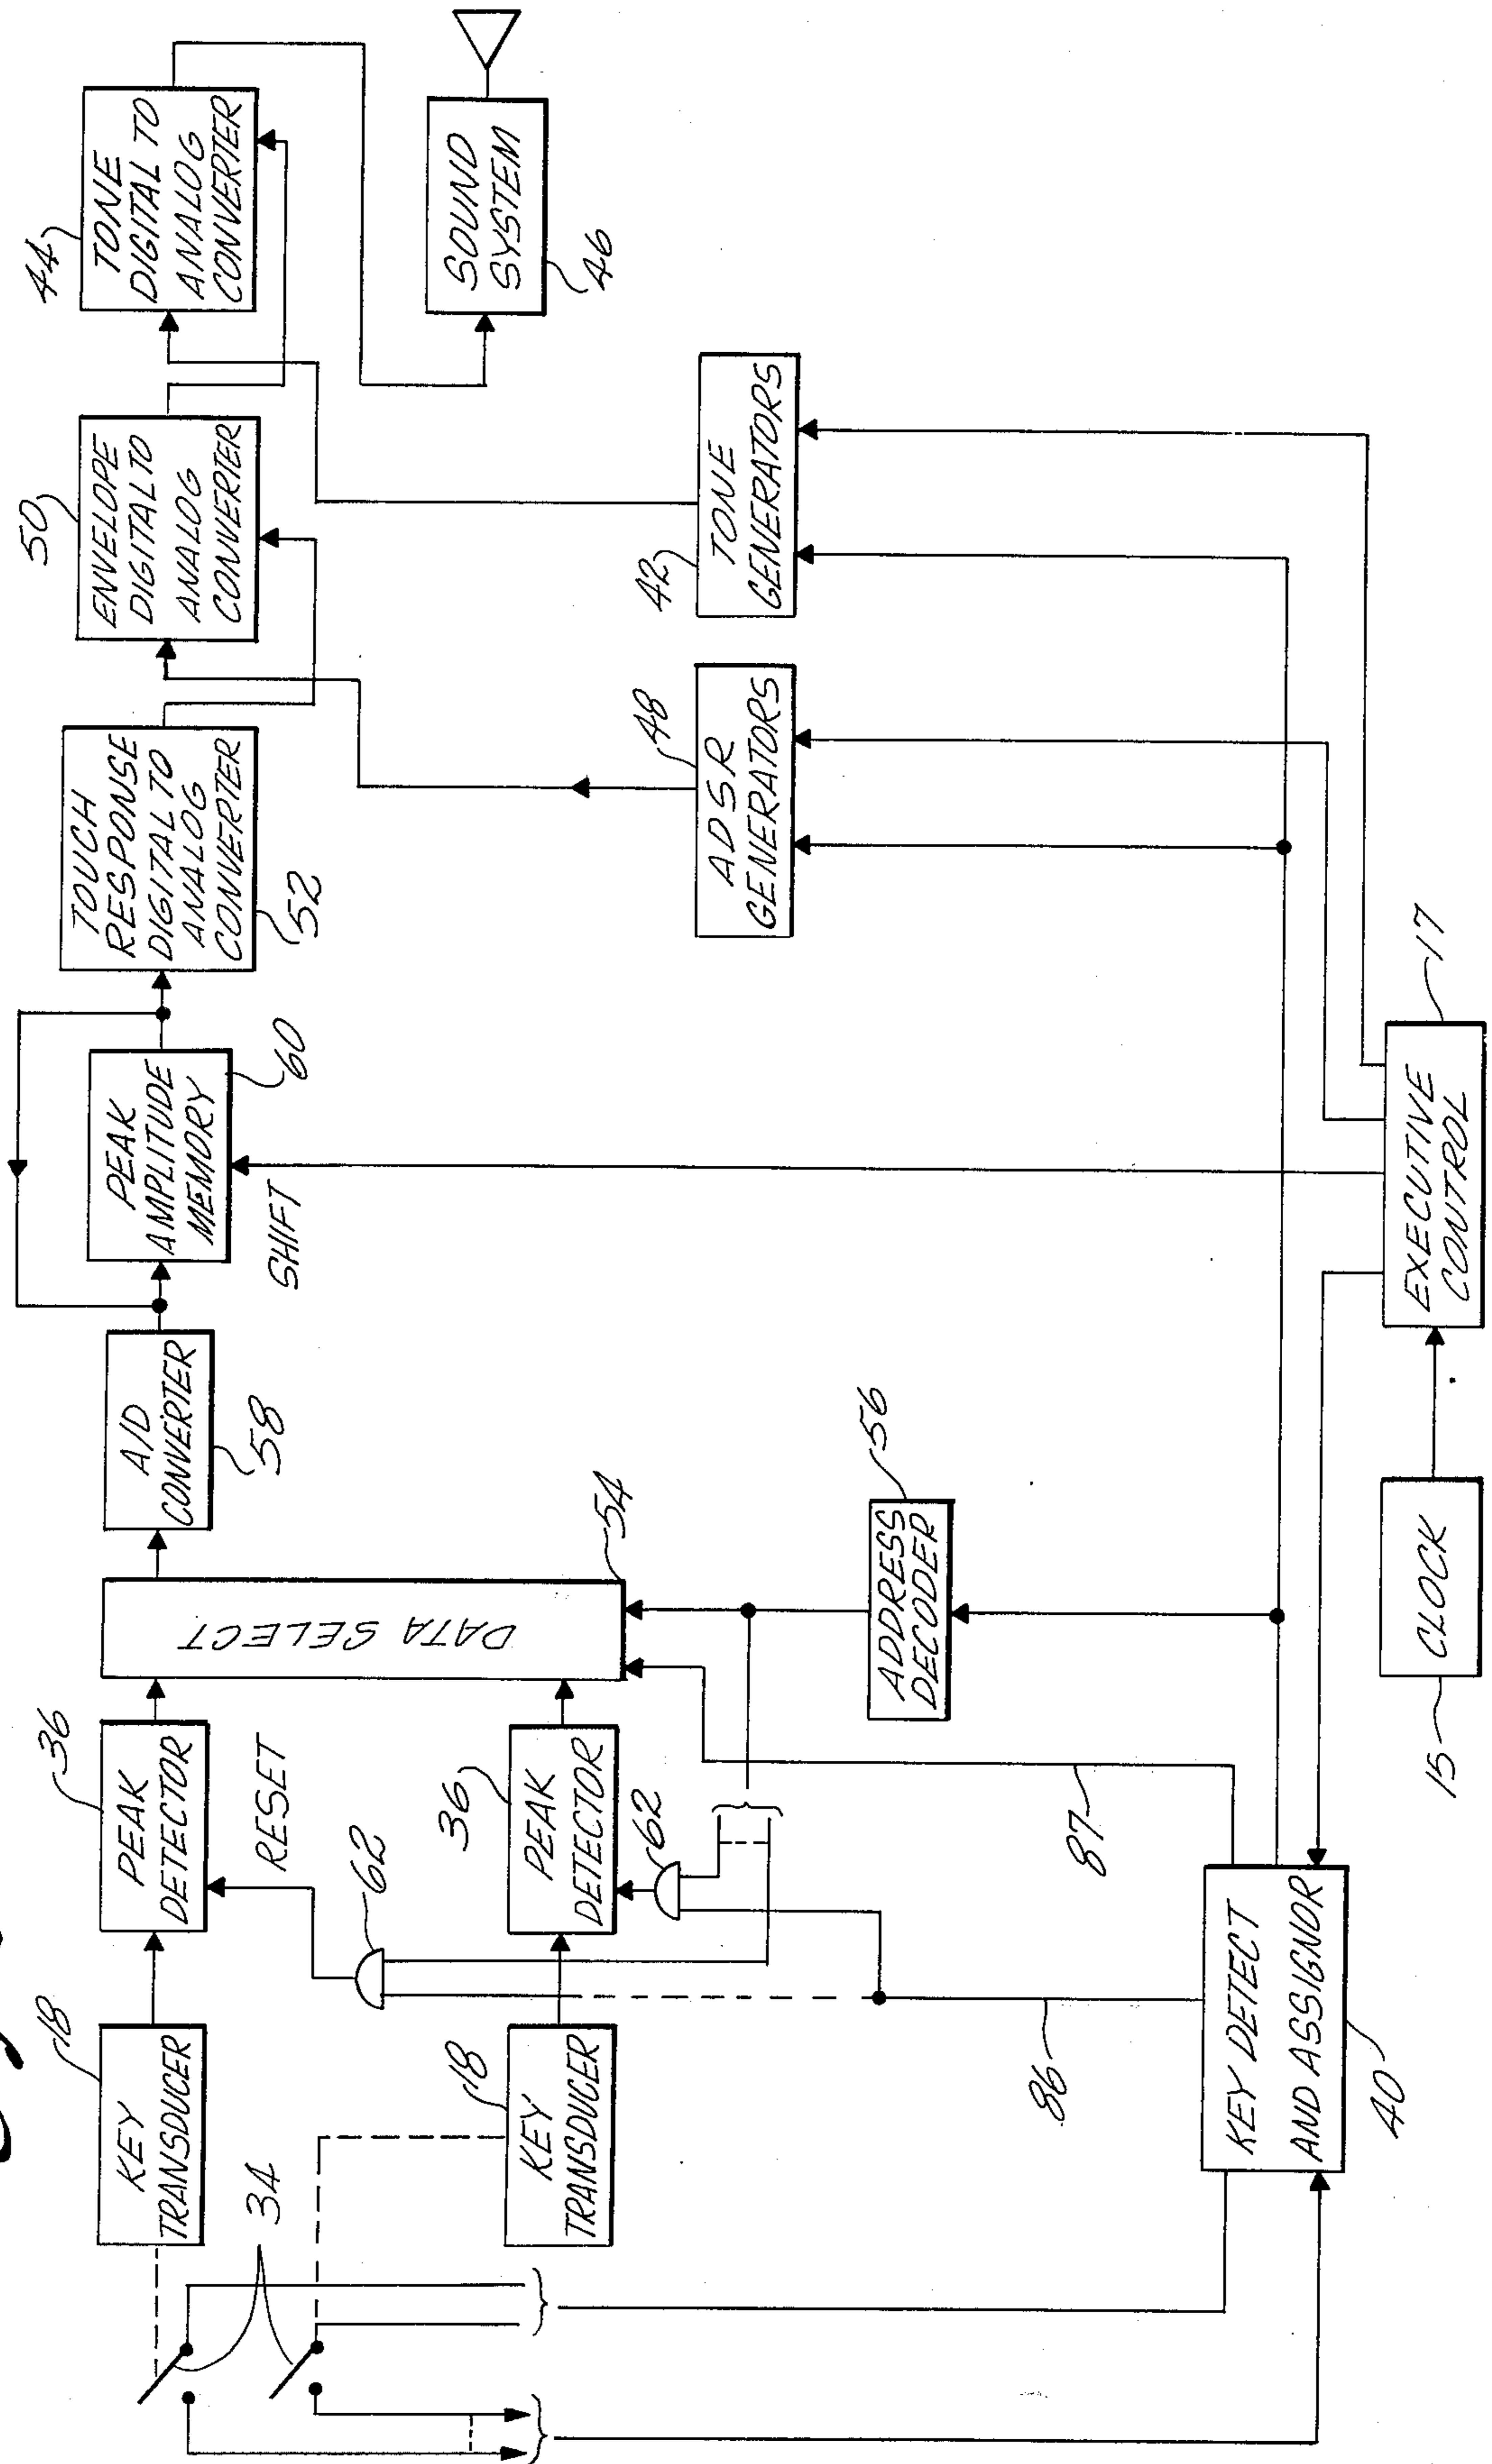 KEY
TRANSDUCER
18
PEAK
DETECTOR
36
RESET
DATA SELECT
54
A/D
CONVERTER
58
PEAK
AMPLITUDE
MEMORY
60
SHIFT
TOUCH
RESPONSE
DIGITAL TO
ANALOG
CONVERTER
52
50
ENVELOPE
DIGITAL TO
ANALOG
CONVERTER
44
TONE
DIGITAL TO
ANALOG
CONVERTER
34
KEY
TRANSDUCER
18
62
PEAK
DETECTOR
36
62
SOUND
SYSTEM
46
ADDRESS
DECODER
56
ADSR
GENERATORS
48
TONE
GENERATORS
42
86
87
KEY DETECT
AND ASSIGNOR
40
CLOCK
15
EXECUTIVE
CONTROL
17